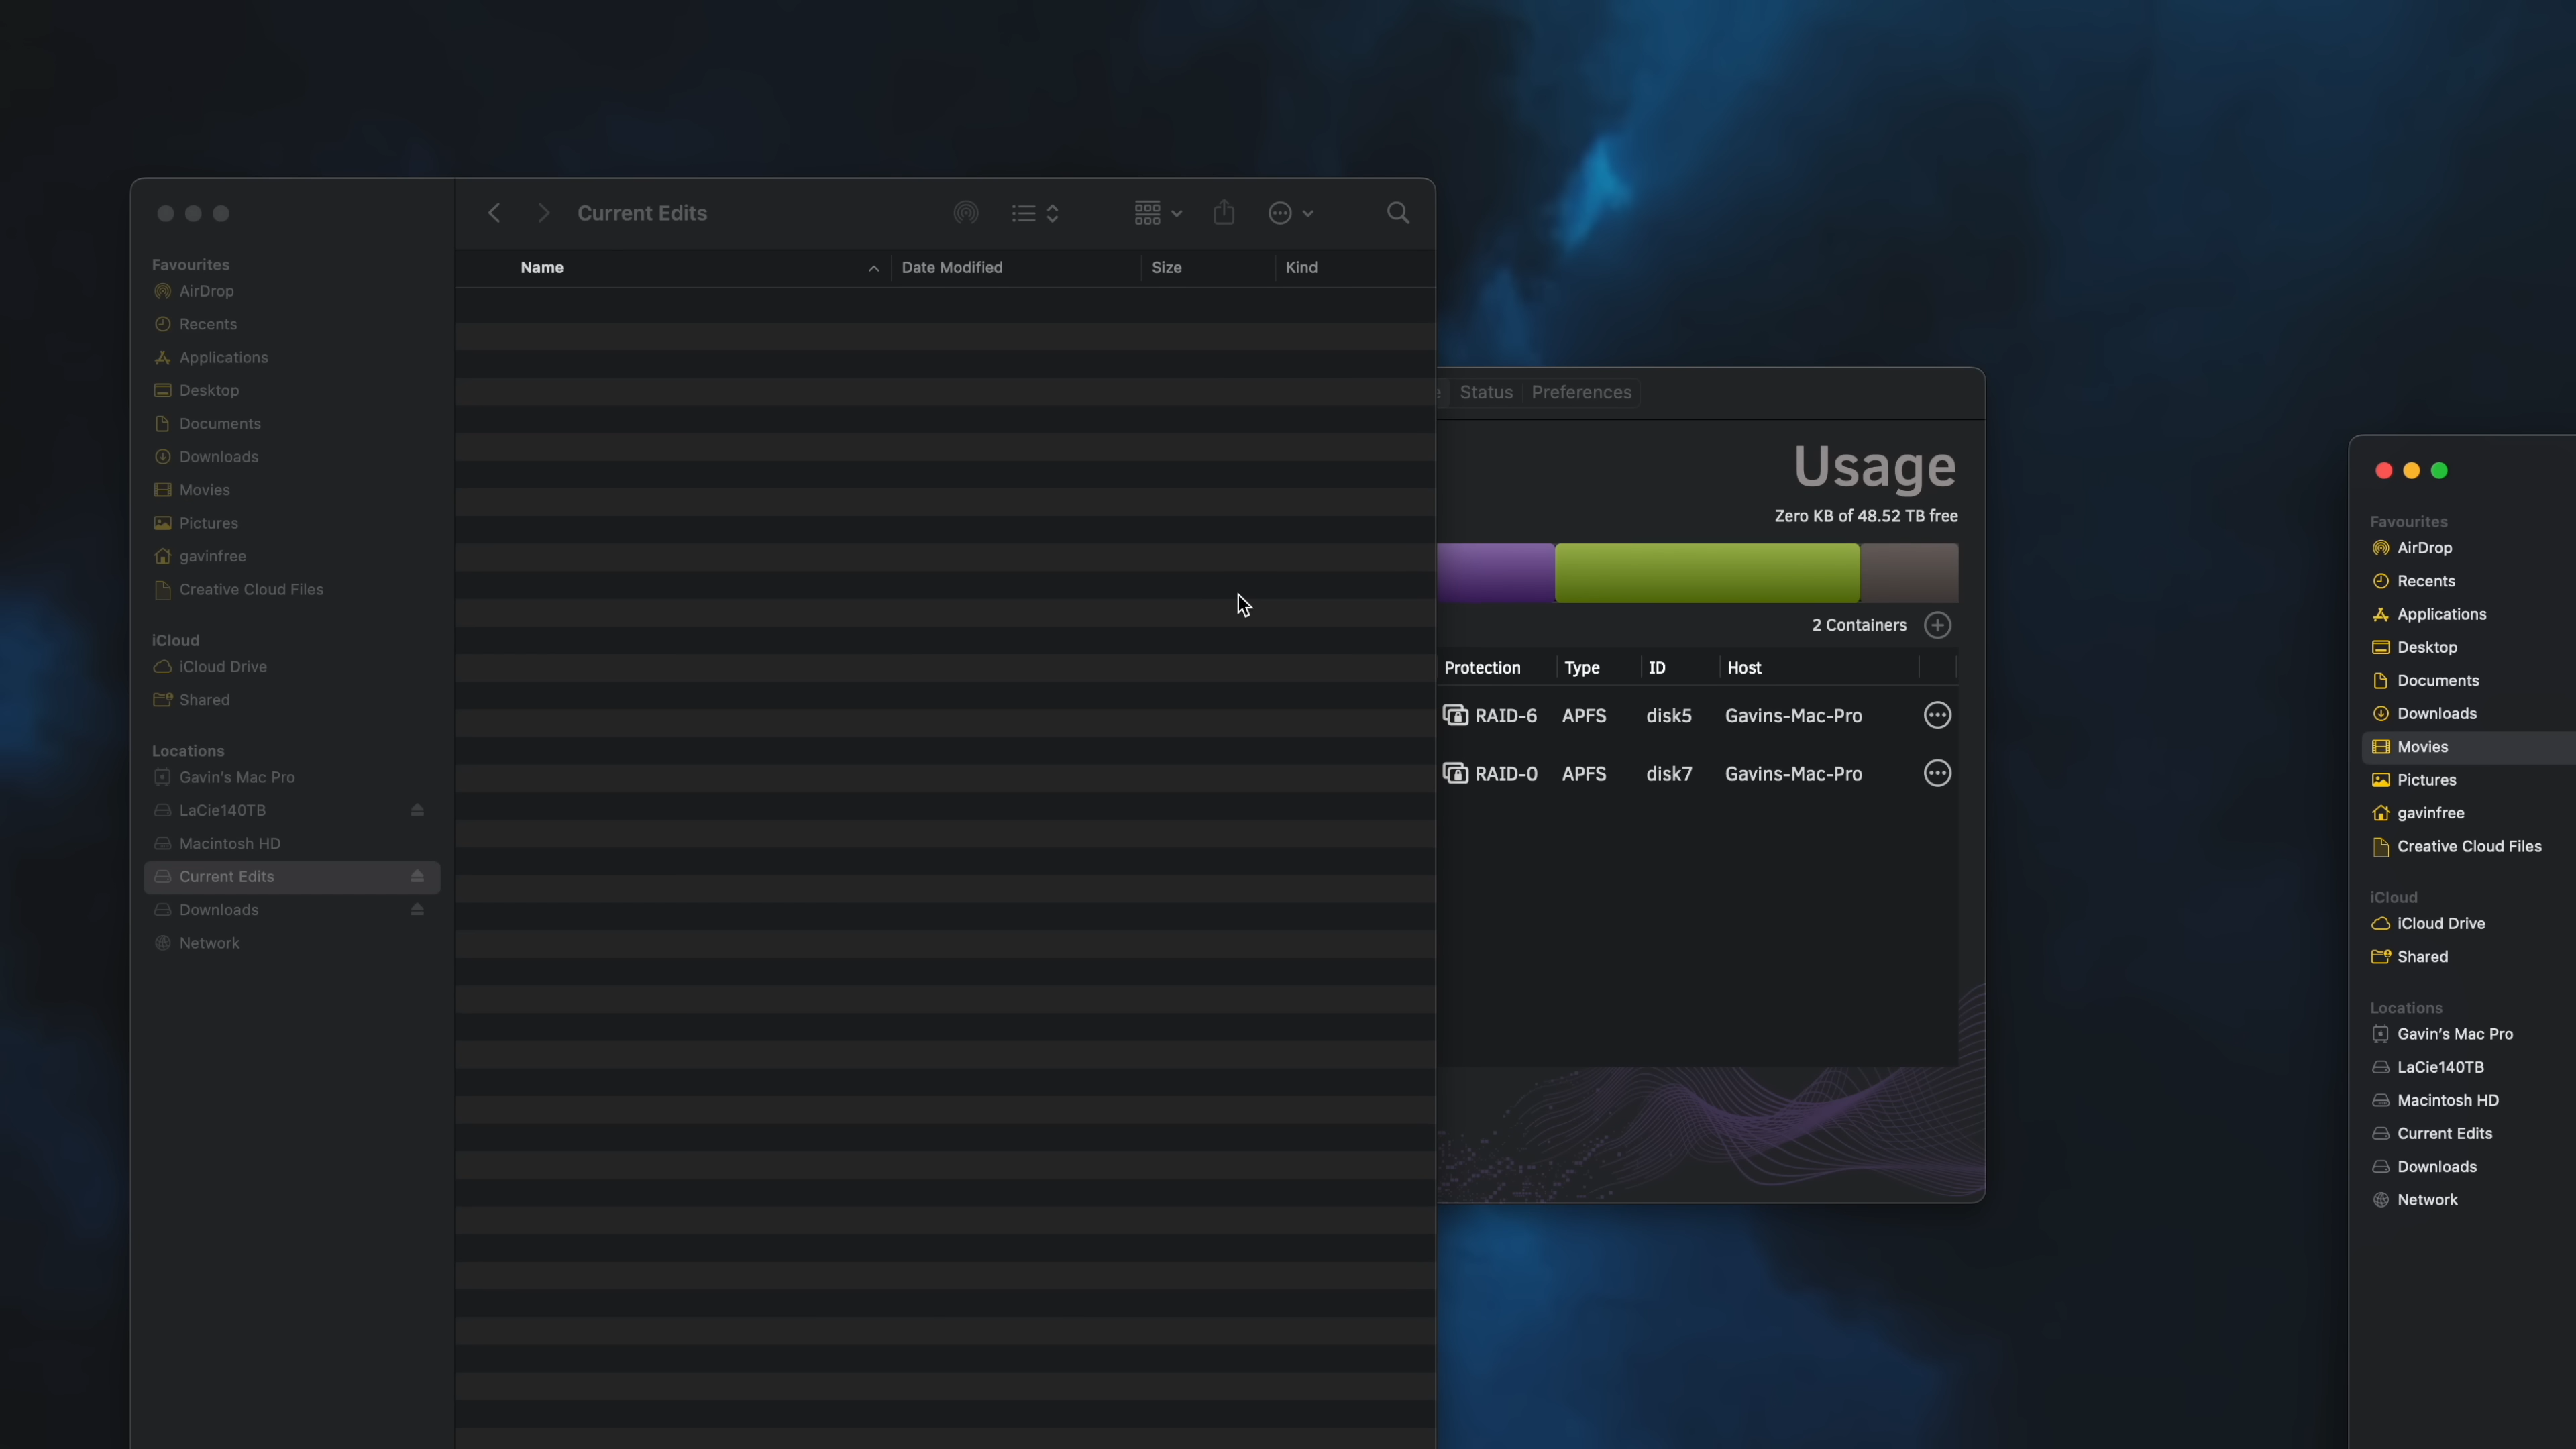 Current Edits
Name
Date Modified
Size
Kind
Favourites
AirDrop
Recents
Applications
Desktop
Documents
Downloads
Movies
Pictures
gavinfree
Creative Cloud Files
iCloud
iCloud Drive
Shared
Locations
Gavin's Mac Pro
LaCie140TB
Macintosh HD
Current Edits
Downloads
Network
Status
Preferences
Usage
Zero KB of 48.52 TB free
2 Containers
Protection Type ID Host
RAID-6 APFS disk5 Gavins-Mac-Pro
RAID-0 APFS disk7 Gavins-Mac-Pro
Favourites
AirDrop
Recents
Applications
Desktop
Documents
Downloads
Movies
Pictures
gavinfree
Creative Cloud Files
iCloud
iCloud Drive
Shared
Locations
Gavin's Mac Pro
LaCie140TB
Macintosh HD
Current Edits
Downloads
Network